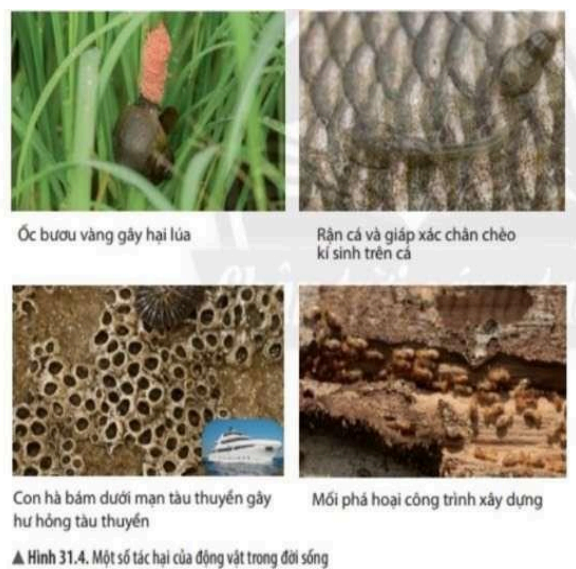 Ốc bươu vàng gây hại lúa
Rận cá và giáp xác chân chèo
kí sinh trên cá
Con hà bám dưới mạn tàu thuyền gây
hư hỏng tàu thuyền
Mối phá hoại công trình xây dựng
▲ Hình 31.4. Một số tác hại của động vật trong đời sống